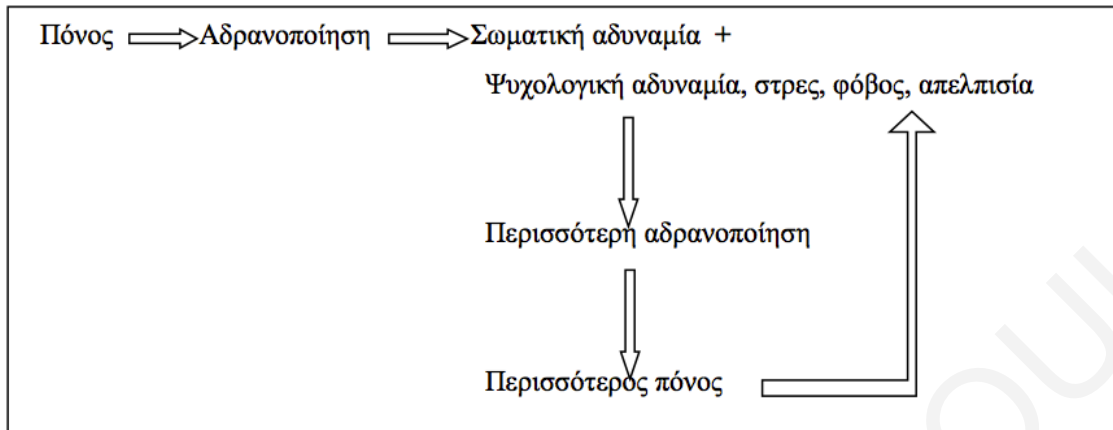 Πόνος Αδρανοποίηση Σωματική αδυναμία +
Ψυχολογική αδυναμία, στρες, φόβος, απελπισία
Περισσότερη αδρανοποίηση
Περισσότερος πόνος